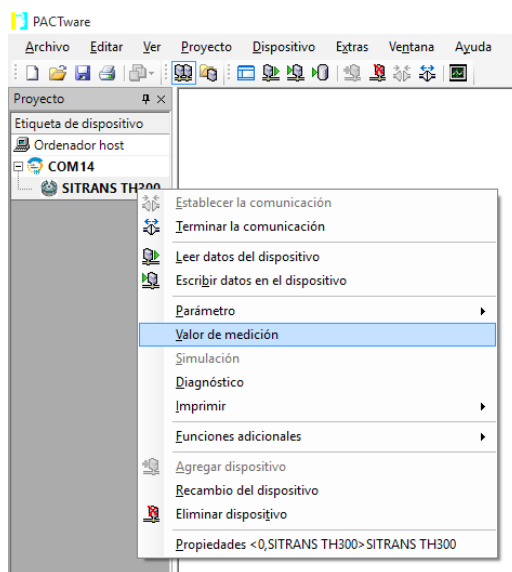 PACTware
Archivo Editar Ver Proyecto Dispositivo Extras Ventana Ayuda
Proyecto
Etiqueta de dispositivo
Ordenador host
COM14
SITRANS TH300
Establecer la comunicación
Terminar la comunicación
Leer datos del dispositivo
Escribir datos en el dispositivo
Parámetro
Valor de medición
Simulación
Diagnóstico
Imprimir
Funciones adicionales
Agregar dispositivo
Recambio del dispositivo
Eliminar dispositivo
Propiedades <0,SITRANS TH300>SITRANS TH300